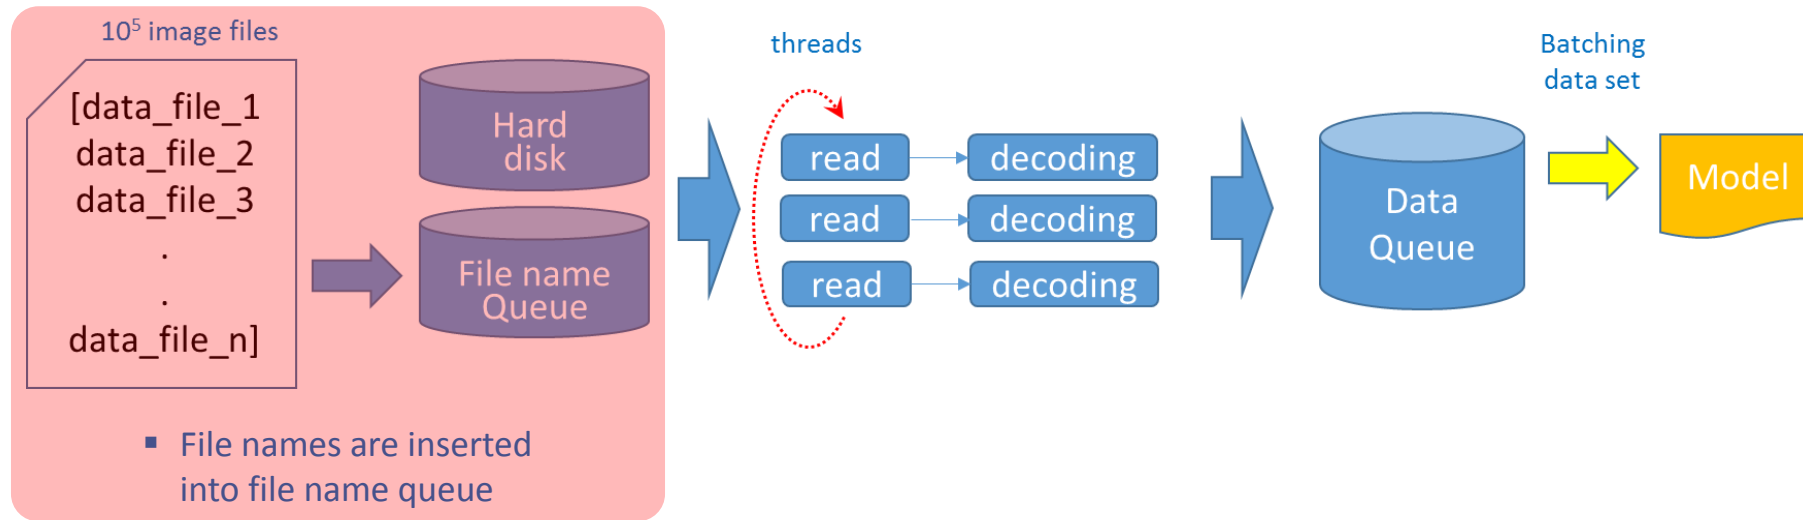 10⁵ image files
[data_file_1
data_file_2
data_file_3
.
.
data_file_n]
Hard
disk
File name
Queue
▪ File names are inserted
into file name queue
threads
read
decoding
read
decoding
read
decoding
Data
Queue
Batching
data set
Model